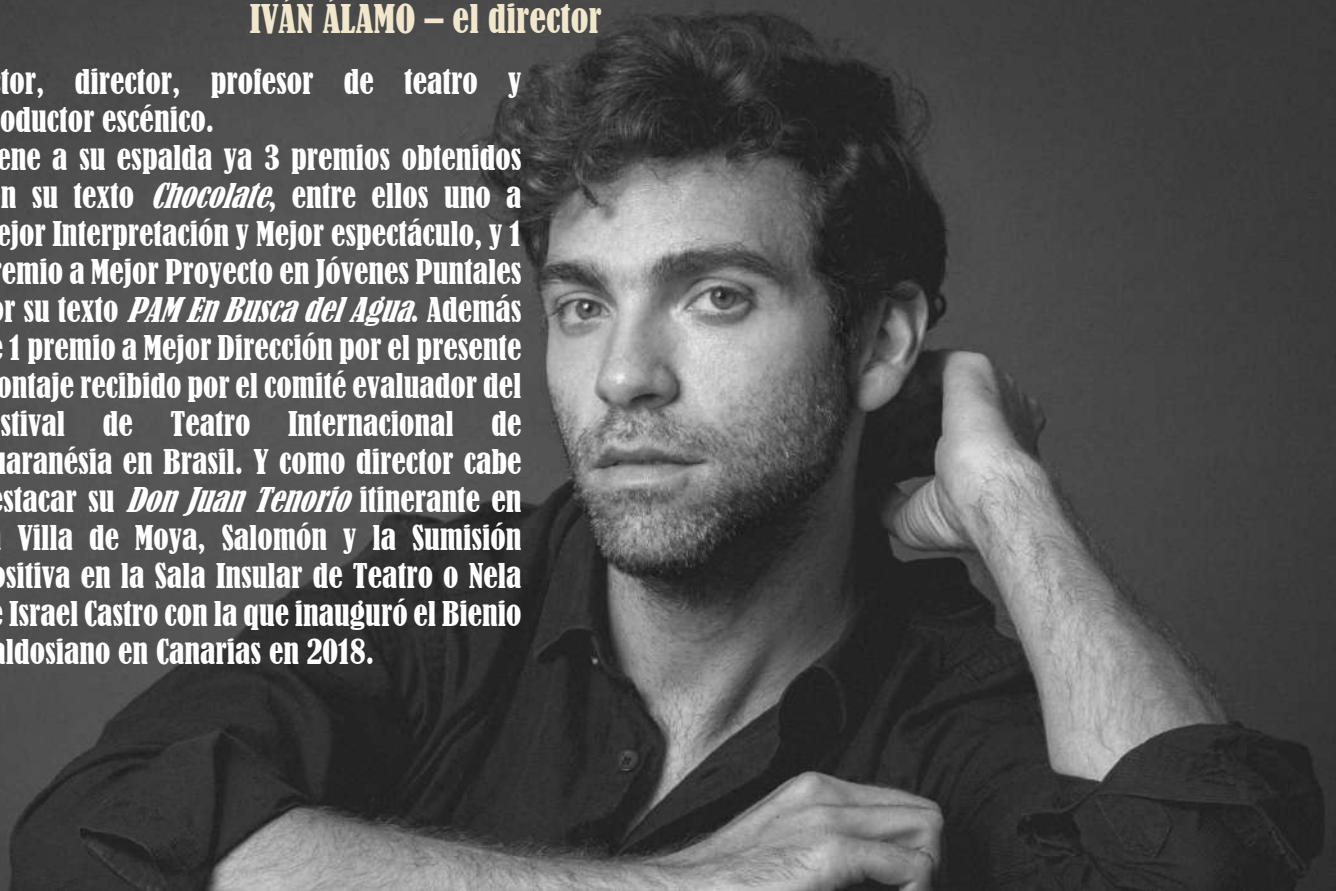 IVÁN ÁLAMO – el director
tor, director, profesor de teatro y
oductor escénico.
ene a su espalda ya 3 premios obtenidos
n su texto Chocolate, entre ellos uno a
ejor Interpretación y Mejor espectáculo, y 1
remio a Mejor Proyecto en Jóvenes Puntales
or su texto PAM En Busca del Agua. Además
e 1 premio a Mejor Dirección por el presente
ontaje recibido por el comité evaluador del
stival de Teatro Internacional de
uaranésia en Brasil. Y como director cabe
estacar su Don Juan Tenorio itinerante en
a Villa de Moya, Salomón y la Sumisión
ositiva en la Sala Insular de Teatro o Nela
e Israel Castro con la que inauguró el Bienio
aldosiano en Canarias en 2018.